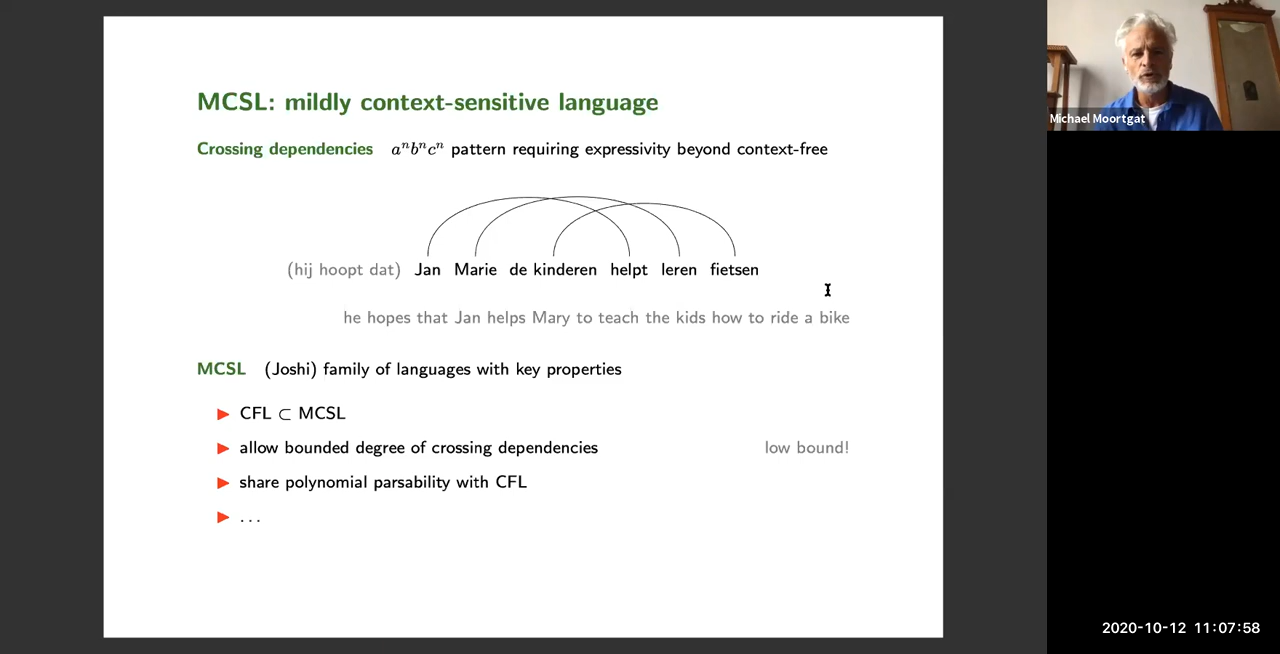 MCSL: mildly context-sensitive language
Crossing dependencies aⁿbⁿcⁿ pattern requiring expressivity beyond context-free
(hij hoopt dat) Jan Marie de kinderen helpt leren fietsen
he hopes that Jan helps Mary to teach the kids how to ride a bike
MCSL (Joshi) family of languages with key properties
▶ CFL ⊂ MCSL
▶ allow bounded degree of crossing dependencies low bound!
▶ share polynomial parsability with CFL
▶ ...
Michael Moortgat
2020-10-12 11:07:58